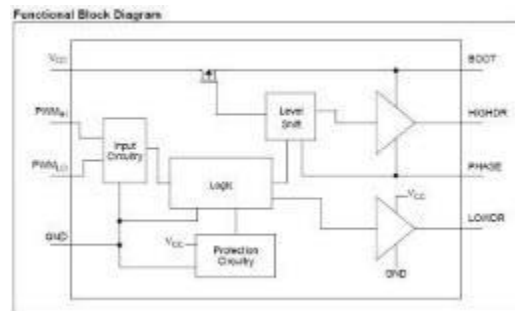 Functional Block Diagram
VCC
BOOT
PWMHI
Level
Shift
HIGHDR
Input
Circuitry
PWMLO
Logic
PHASE
VCC
LOWDR
GND
VCC
Protection
Circuitry
GND